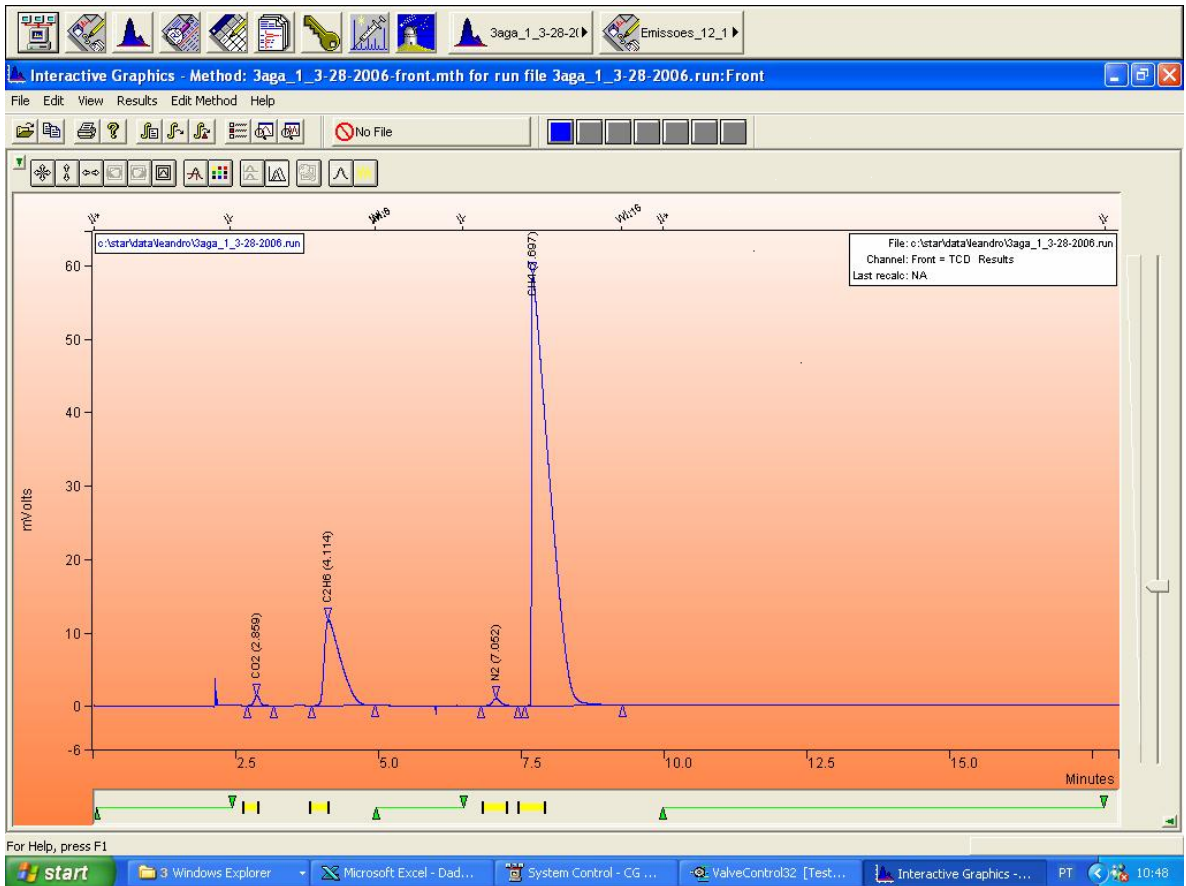 3aga_1_3-28-2(
Emissoes_12_1
Interactive Graphics - Method: 3aga_1_3-28-2006-front.mth for run file 3aga_1_3-28-2006.run:Front
File Edit View Results Edit Method Help
No File
c:\star\data\leandro\3aga_1_3-28-2006.run
File: c:\star\data\leandro\3aga_1_3-28-2006.run
Channel: Front = TCD Results
Last recalc: NA
60
50
40
30
20
10
0
-6
mVolts
CO2 (2.859)
C2H6 (4.114)
N2 (7.052)
2.5
5.0
7.5
10.0
12.5
15.0
Minutes
For Help, press F1
start
3 Windows Explorer
Microsoft Excel - Dad...
System Control - CG ...
ValveControl32 [Test...
Interactive Graphics -...
PT
10:48